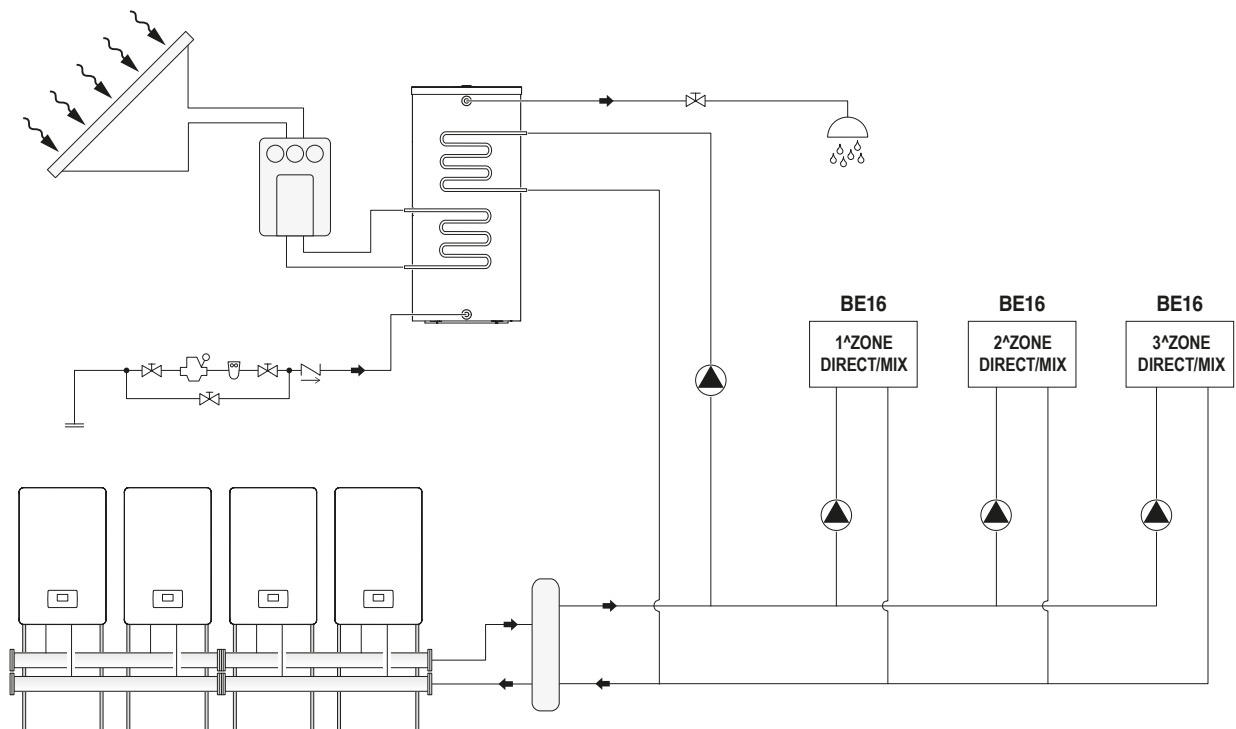 BE16
1^ZONE
DIRECT/MIX
BE16
2^ZONE
DIRECT/MIX
BE16
3^ZONE
DIRECT/MIX